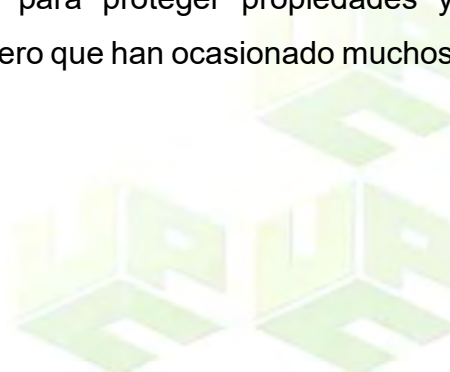 para proteger propiedades y
ero que han ocasionado muchos